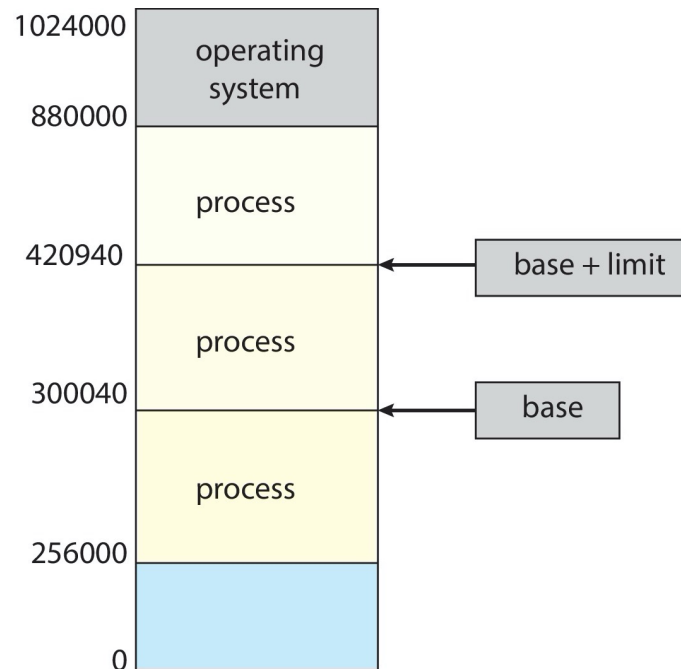 1024000
operating
system
880000
process
420940
base + limit
process
300040
base
process
256000
0